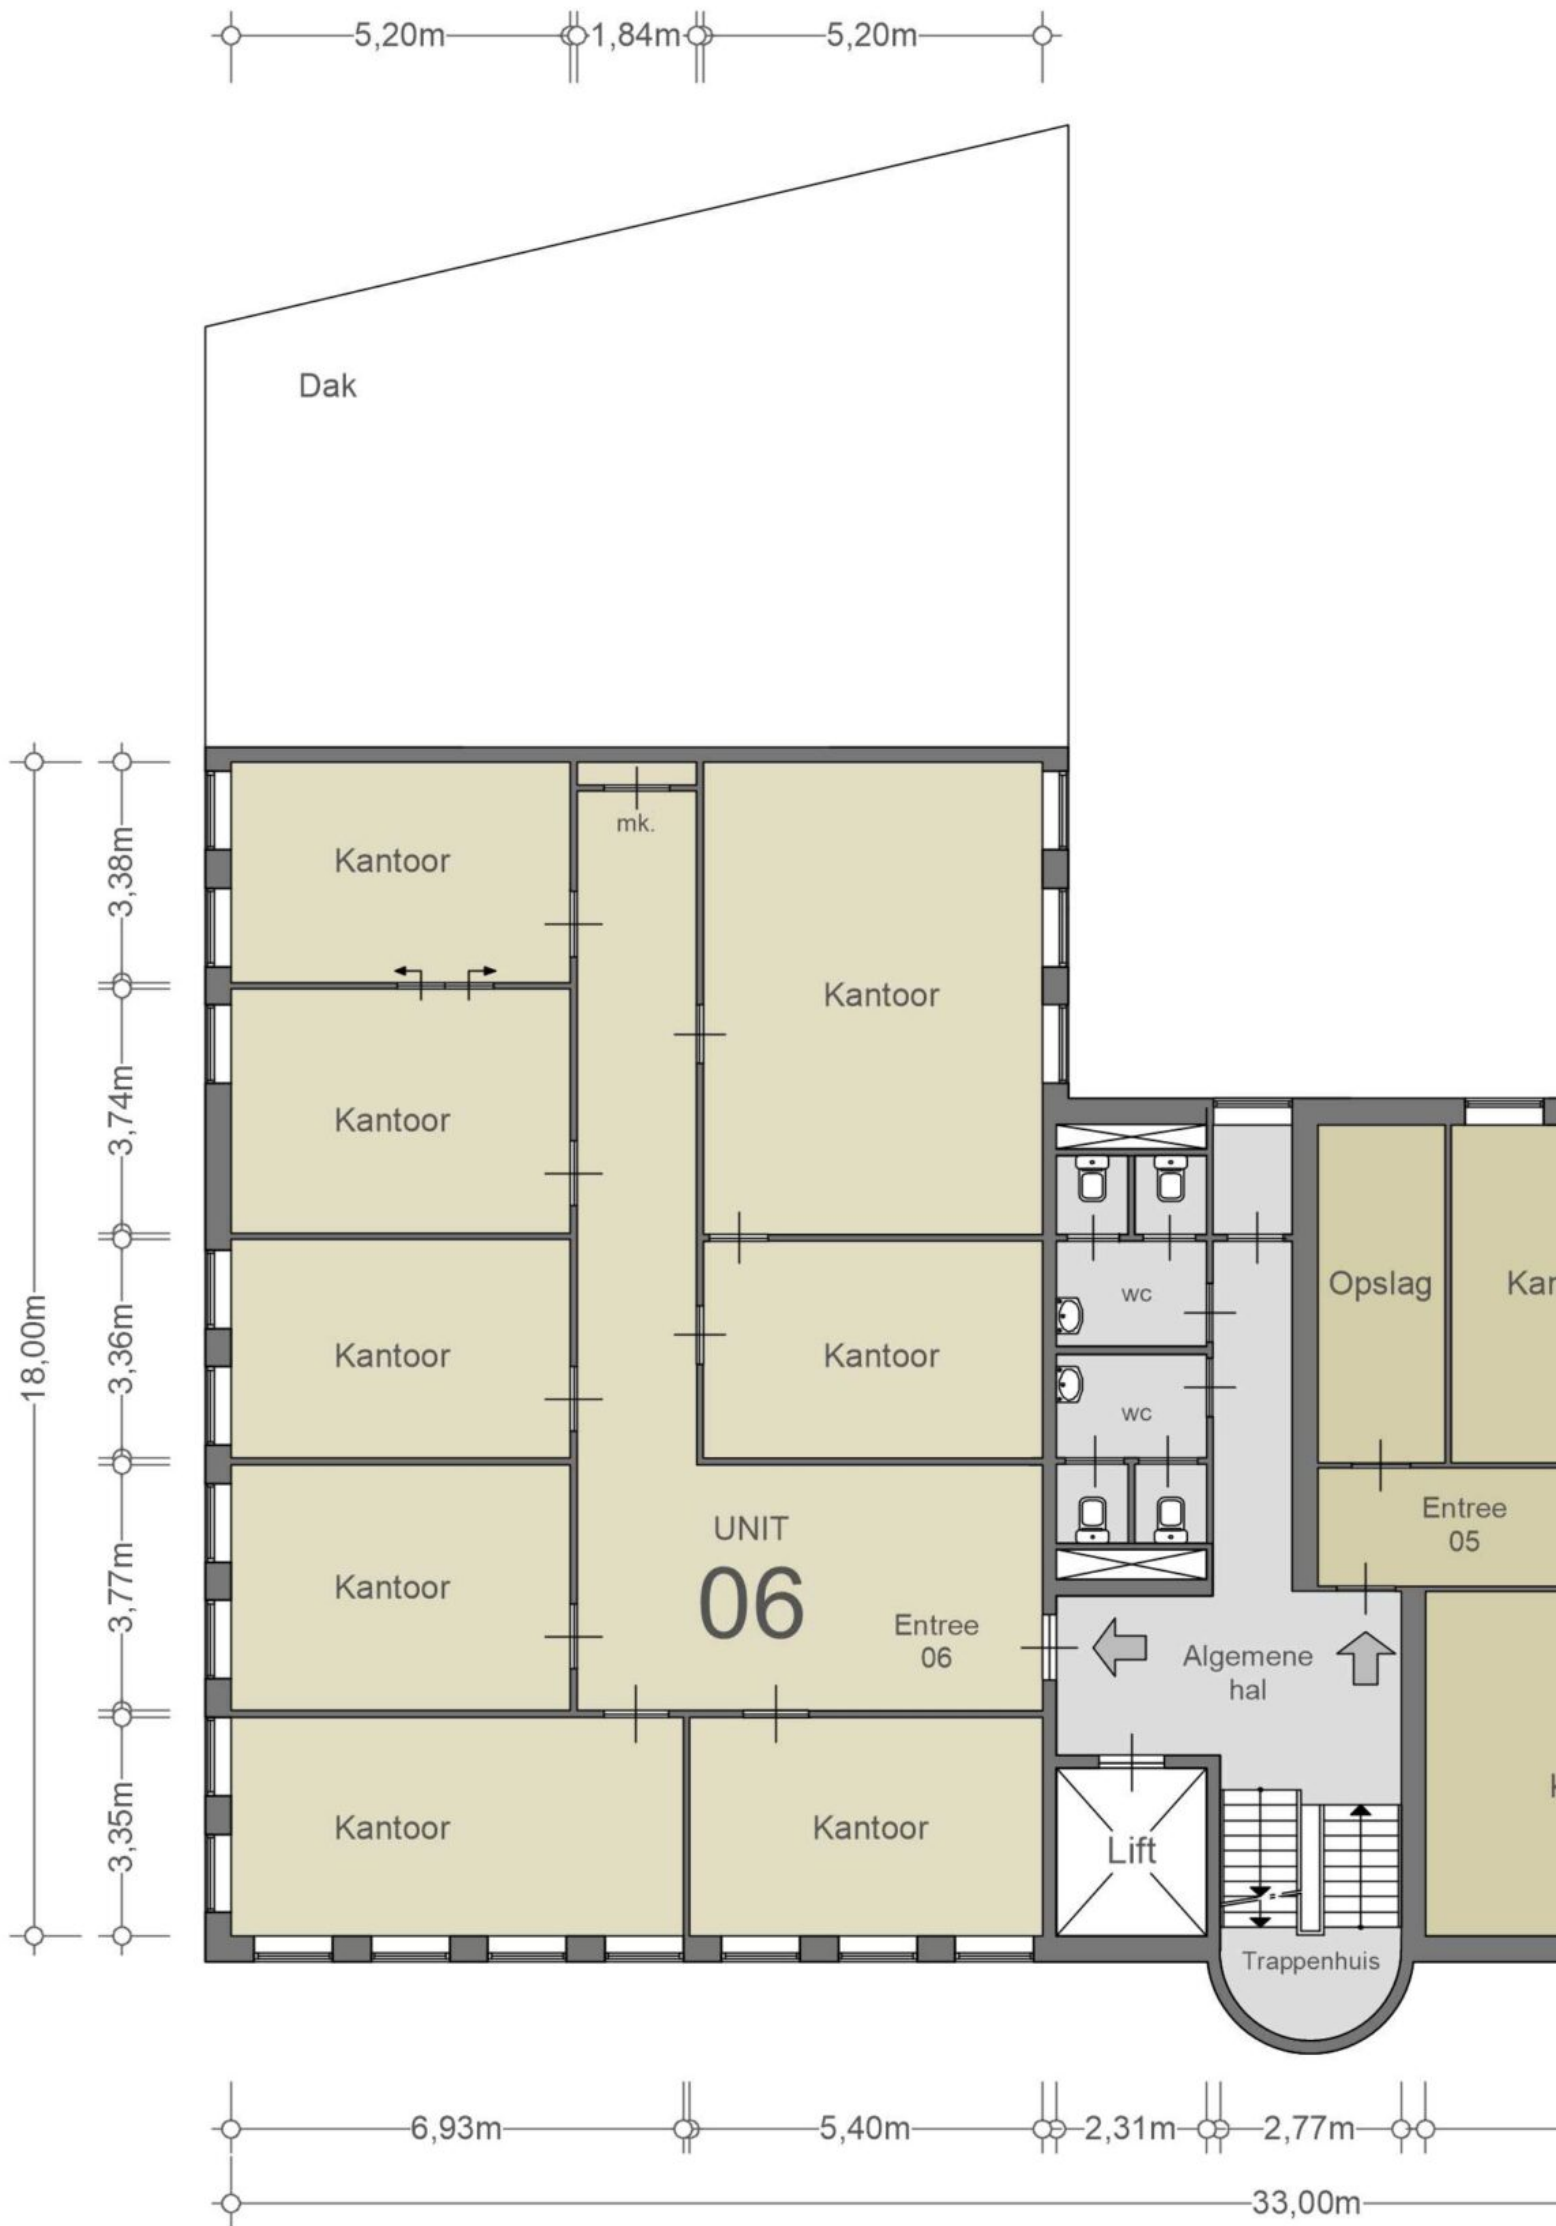 5,20m 1,84m 5,20m
Dak
3,38m
3,74m
3,36m
3,77m
3,35m
18,00m
Kantoor
mk.
Kantoor
Kantoor
Kantoor
Kantoor
Kantoor
Kantoor
Kantoor
Kantoor
UNIT
06
Entree
06
wc
wc
Opslag
Kar
Entree
05
Algemene
hal
Lift
Trappenhuis
6,93m 5,40m 2,31m 2,77m
33,00m